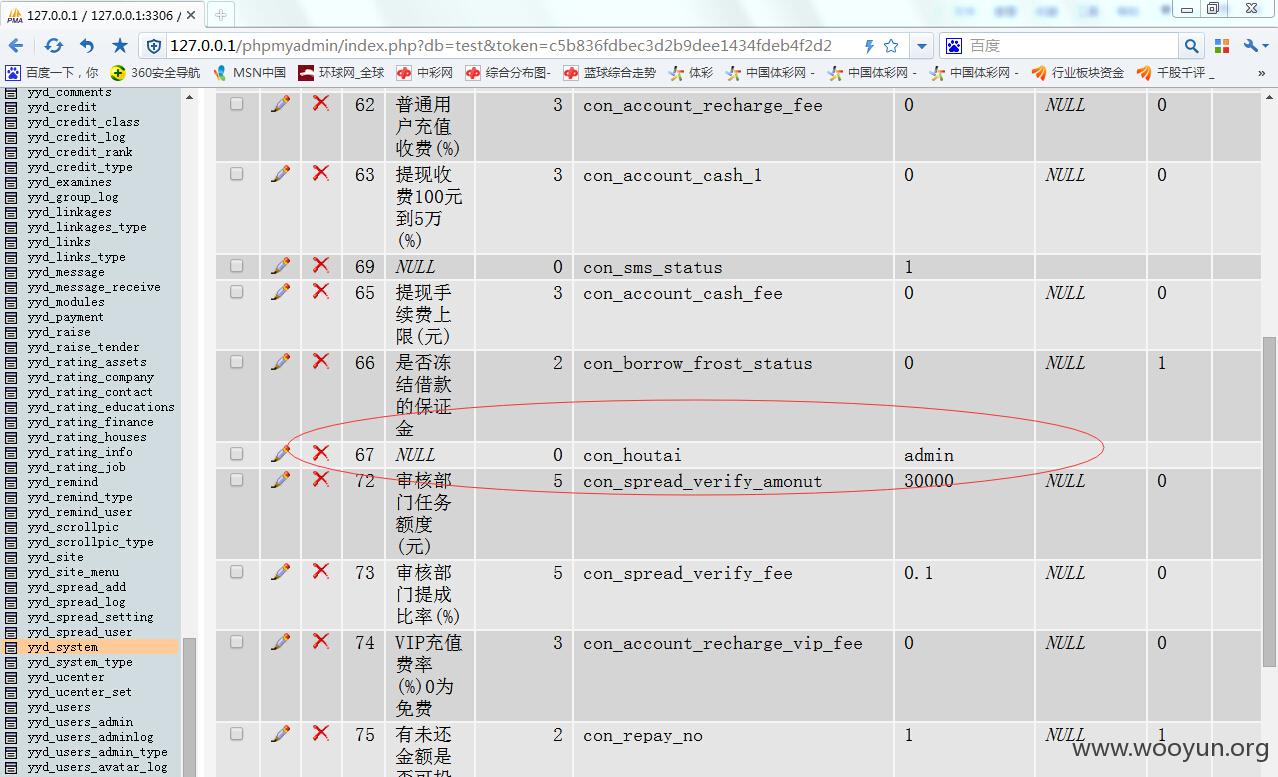 127.0.0.1 / 127.0.0.1:3306 /
127.0.0.1/phpmyadmin/index.php?db=test&token=c5b836fdbec3d2b9dee1434fdeb4f2d2
百度
百度一下，你 360安全导航 MSN中国 环球网_全球 中彩网 综合分布图- 蓝球综合走势 体彩 中国体彩网 - 中国体彩网 - 中国体彩网 - 行业板块资金 千股千评 _ »
yyd_comments
yyd_credit
yyd_credit_class
yyd_credit_log
yyd_credit_rank
yyd_credit_type
yyd_examines
yyd_group_log
yyd_linkages
yyd_linkages_type
yyd_links
yyd_links_type
yyd_message
yyd_message_receive
yyd_modules
yyd_payment
yyd_raise
yyd_raise_tender
yyd_rating_assets
yyd_rating_company
yyd_rating_contact
yyd_rating_educations
yyd_rating_finance
yyd_rating_houses
yyd_rating_info
yyd_rating_job
yyd_remind
yyd_remind_type
yyd_remind_user
yyd_scrollpic
yyd_scrollpic_type
yyd_site
yyd_site_menu
yyd_spread_add
yyd_spread_log
yyd_spread_setting
yyd_spread_user
yyd_system
yyd_system_type
yyd_ucenter
yyd_ucenter_set
yyd_users
yyd_users_admin
yyd_users_adminlog
yyd_users_admin_type
yyd_users_avatar_log
62 普通用 3 con_account_recharge_fee 0 NULL 0
户充值
收费(%)
63 提现收 3 con_account_cash_1 0 NULL 0
费100元
到5万
(%)
69 NULL 0 con_sms_status 1
65 提现手 3 con_account_cash_fee 0 NULL 0
续费上
限(元)
66 是否冻 2 con_borrow_frost_status 0 NULL 1
结借款
的保证
金
67 NULL 0 con_houtai admin
72 审核部 5 con_spread_verify_amonut 30000 NULL 0
门任务
额度
(元)
73 审核部 5 con_spread_verify_fee 0.1 NULL 0
门提成
比率(%)
74 VIP充值 3 con_account_recharge_vip_fee 0 NULL 0
费率
(%)0为
免费
75 有未还 2 con_repay_no 1 NULL 1
金额是
www.wooyun.org